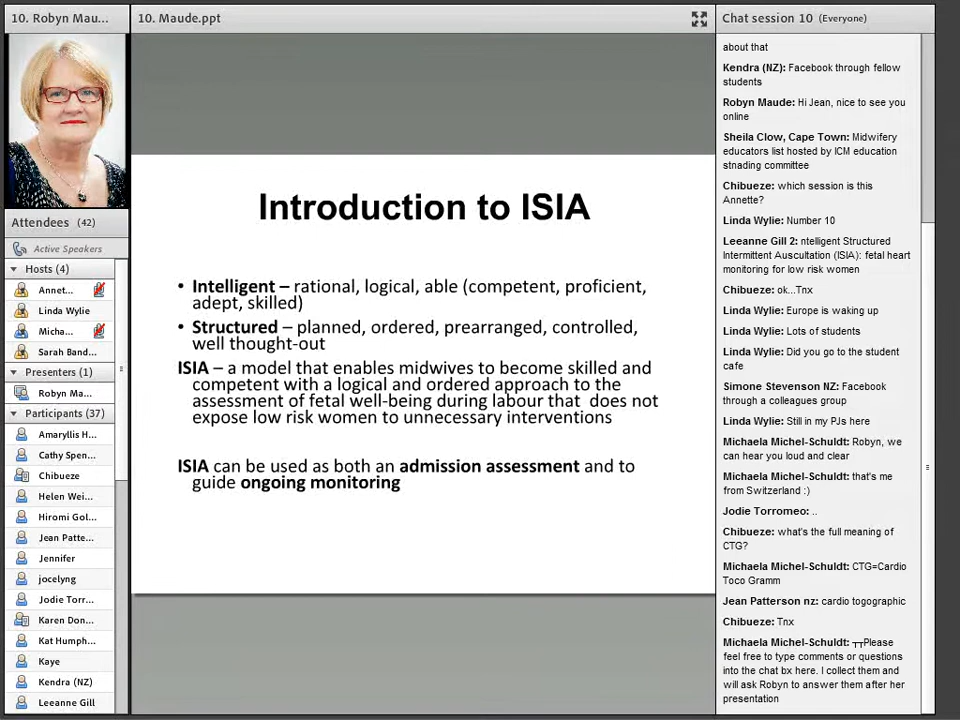 10. Robyn Mau...
Attendees (42)
Active Speakers
Hosts (4)
Annet...
Linda Wylie
Micha...
Sarah Band...
Presenters (1)
Robyn Ma...
Participants (37)
Amaryllis H...
Cathy Spen...
Chibueze
Helen Wei...
Hiromi Gol...
Jean Patte...
Jennifer
jocelyng
Jodie Torr...
Karen Don...
Kat Humph...
Kaye
Kendra (NZ)
Leeanne Gill
10. Maude.ppt
Introduction to ISIA
• Intelligent – rational, logical, able (competent, proficient,
adept, skilled)
• Structured – planned, ordered, prearranged, controlled,
well thought-out
ISIA – a model that enables midwives to become skilled and
competent with a logical and ordered approach to the
assessment of fetal well-being during labour that does not
expose low risk women to unnecessary interventions
ISIA can be used as both an admission assessment and to
guide ongoing monitoring
Chat session 10 (Everyone)
about that
Kendra (NZ): Facebook through fellow
students
Robyn Maude: Hi Jean, nice to see you
online
Sheila Clow, Cape Town: Midwifery
educators list hosted by ICM education
stnading committee
Chibueze: which session is this
Annette?
Linda Wylie: Number 10
Leeanne Gill 2: ntelligent Structured
Intermittent Auscultation (ISIA): fetal heart
monitoring for low risk women
Chibueze: ok...Tnx
Linda Wylie: Europe is waking up
Linda Wylie: Lots of students
Linda Wylie: Did you go to the student
cafe
Simone Stevenson NZ: Facebook
through a colleagues group
Linda Wylie: Still in my PJs here
Michaela Michel-Schuldt: Robyn, we
can hear you loud and clear
Michaela Michel-Schuldt: that's me
from Switzerland :)
Jodie Torromeo: ..
Chibueze: what's the full meaning of
CTG?
Michaela Michel-Schuldt: CTG=Cardio
Toco Gramm
Jean Patterson nz: cardio togographic
Chibueze: Tnx
Michaela Michel-Schuldt: ┬┬Please
feel free to type comments or questions
into the chat bx here. I collect them and
will ask Robyn to answer them after her
presentation